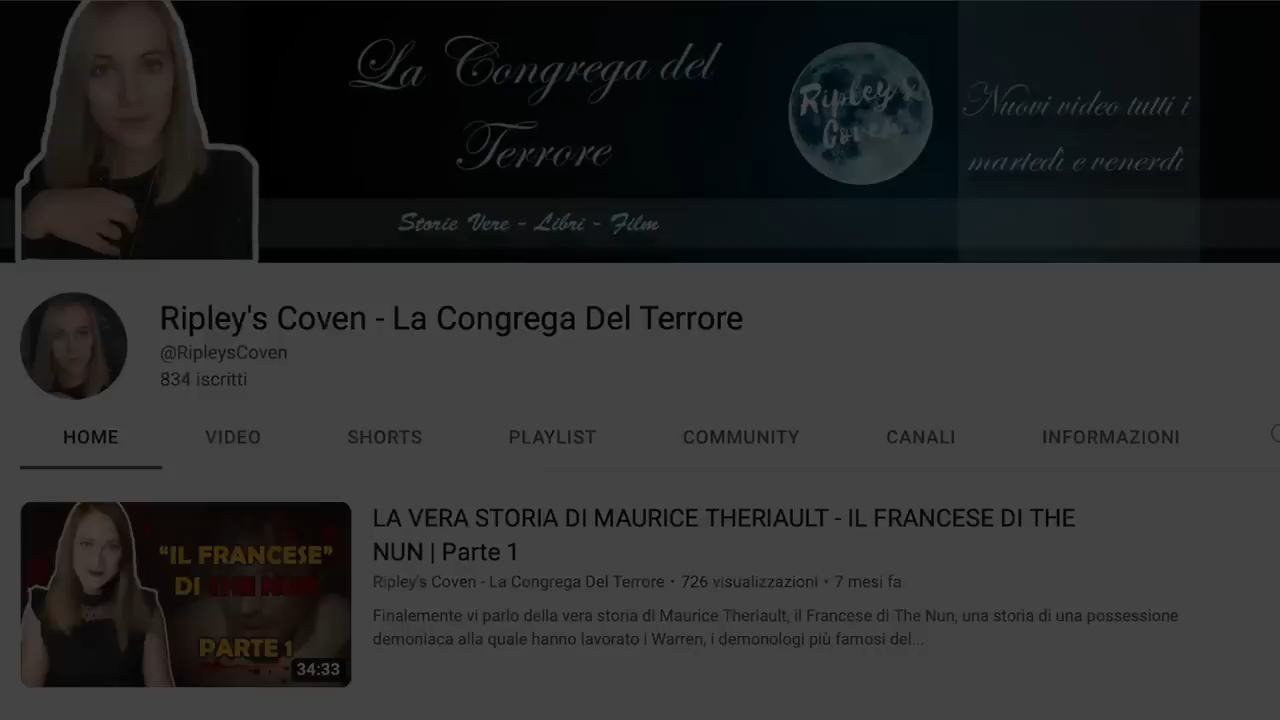 La Congrega del
Terrore
Ripley's
Coven
Nuovi video tutti i
martedì e venerdì
Storie Vere - Libri - Film
Ripley's Coven - La Congrega Del Terrore
@RipleysCoven
834 iscritti
HOME VIDEO SHORTS PLAYLIST COMMUNITY CANALI INFORMAZIONI
LA VERA STORIA DI MAURICE THERIAULT - IL FRANCESE DI THE
NUN | Parte 1
Ripley's Coven - La Congrega Del Terrore • 726 visualizzazioni • 7 mesi fa
Finalemente vi parlo della vera storia di Maurice Theriault, il Francese di The Nun, una storia di una possessione
demoniaca alla quale hanno lavorato i Warren, i demonologi più famosi del...
“IL FRANCESE”
DI THE NUN
PARTE 1
34:33